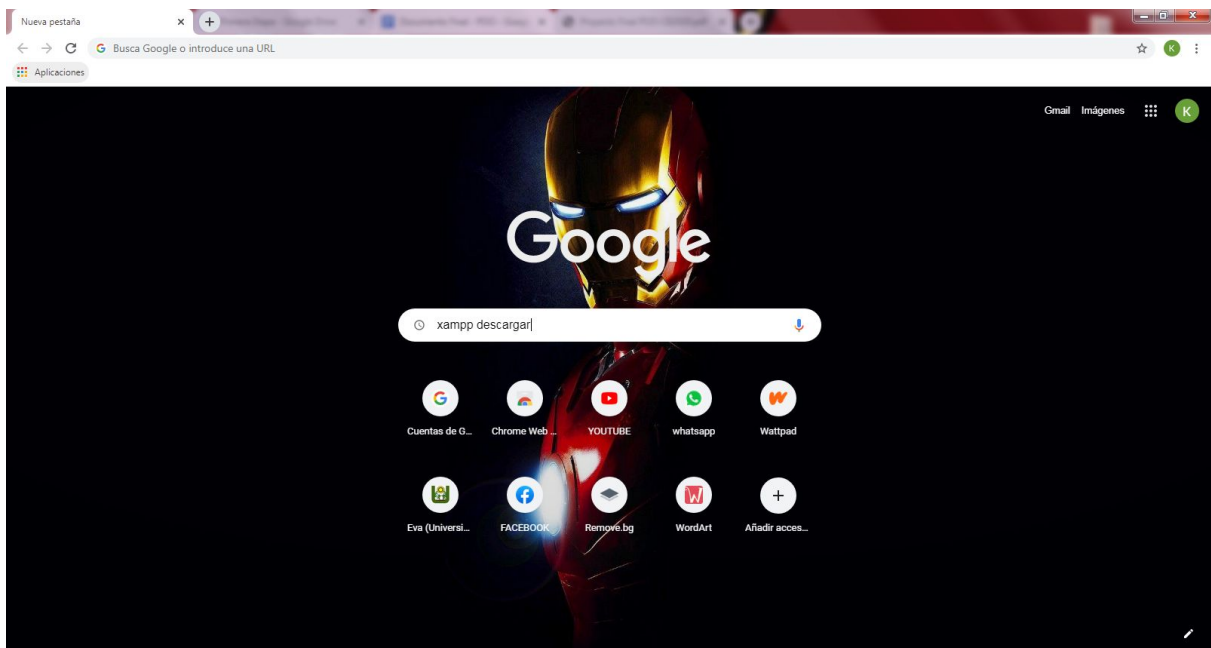 Nueva pestaña
Busca Google o introduce una URL
K
Aplicaciones
Gmail Imágenes
K
Google
xampp descargar
Cuentas de G...
Chrome Web ...
YOUTUBE
whatsapp
Wattpad
Eva (Universi...
FACEBOOK
Remove.bg
WordArt
Añadir acces...